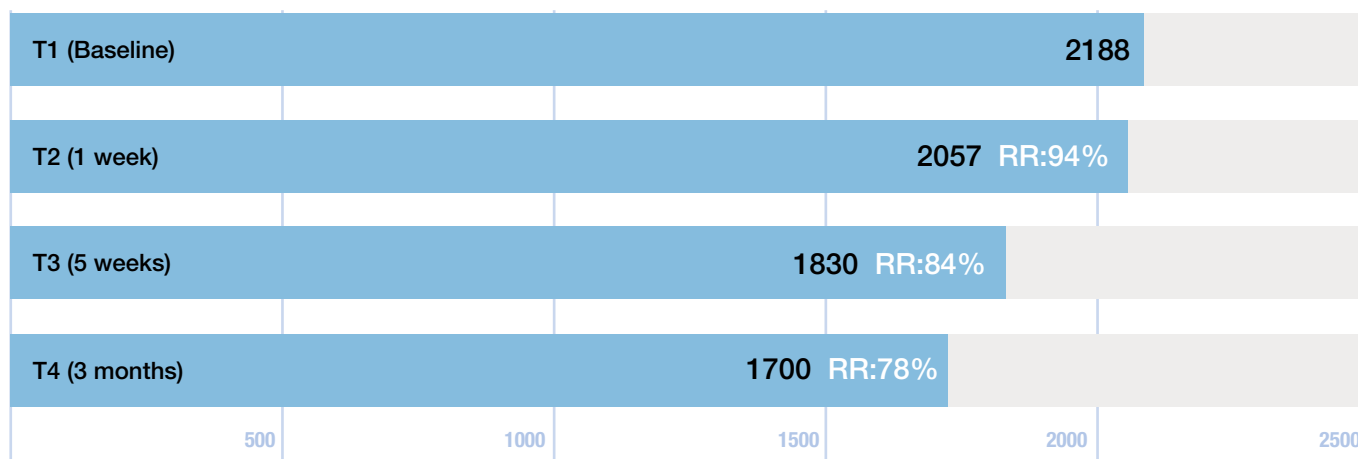 T1 (Baseline) 2188
T2 (1 week) 2057 RR:94%
T3 (5 weeks) 1830 RR:84%
T4 (3 months) 1700 RR:78%
500 1000 1500 2000 2500